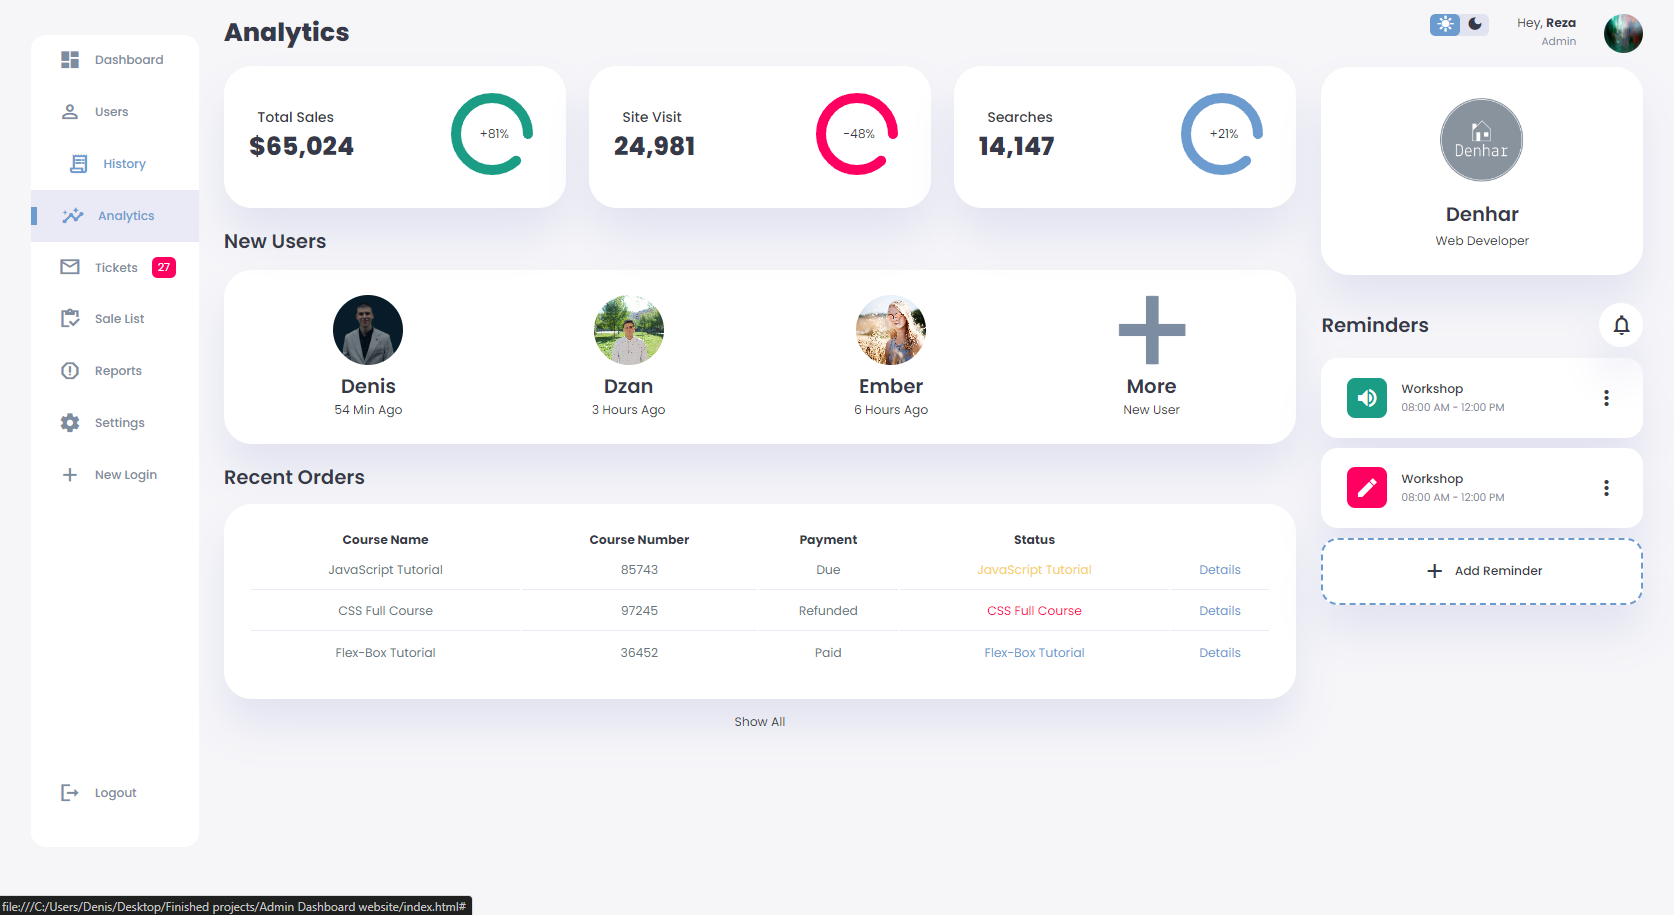 Dashboard
Users
History
Analytics
Tickets 27
Sale List
Reports
Settings
New Login
Logout
Analytics
Total Sales
$65,024
+81%
Site Visit
24,981
-48%
Searches
14,147
+21%
New Users
Denis
54 Min Ago
Dzan
3 Hours Ago
Ember
6 Hours Ago
More
New User
Recent Orders
Course Name Course Number Payment Status
JavaScript Tutorial 85743 Due JavaScript Tutorial Details
CSS Full Course 97245 Refunded CSS Full Course Details
Flex-Box Tutorial 36452 Paid Flex-Box Tutorial Details
Show All
Hey, Reza
Admin
Denhar
Denhar
Web Developer
Reminders
Workshop
08:00 AM - 12:00 PM
Workshop
08:00 AM - 12:00 PM
Add Reminder
file:///C:/Users/Denis/Desktop/Finished projects/Admin Dashboard website/index.html#